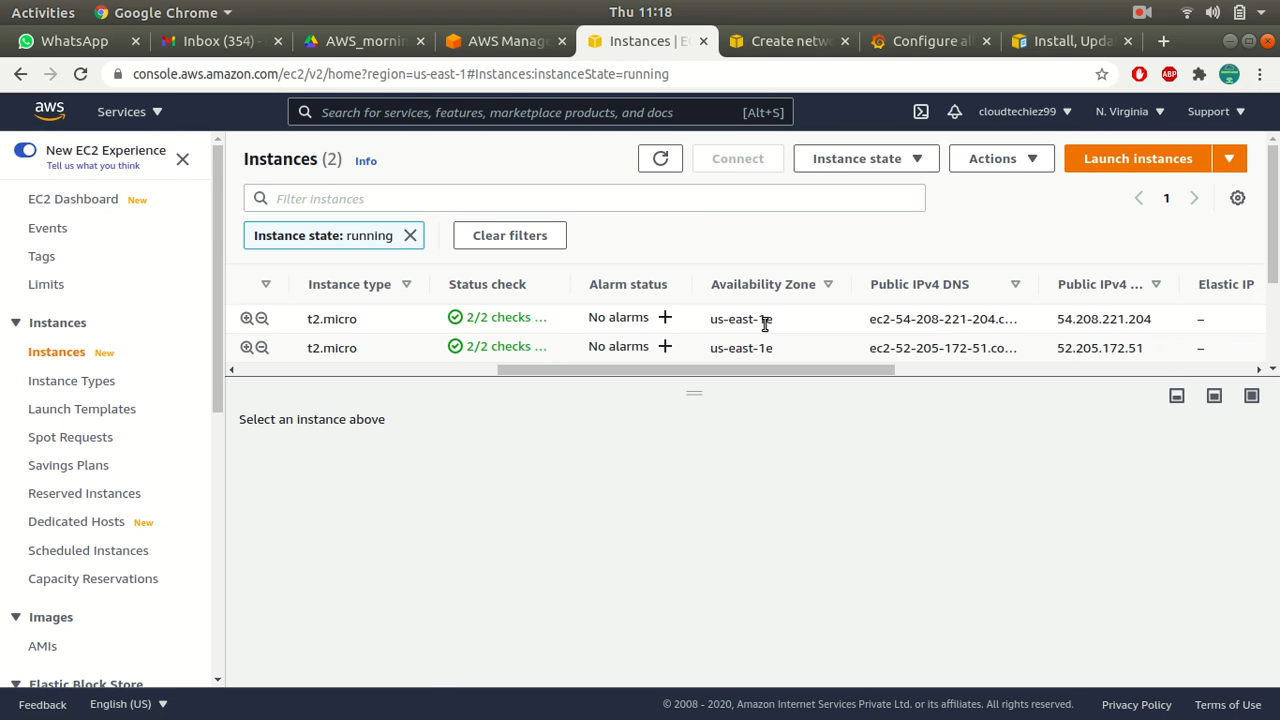 Activities Google Chrome Thu 11:18
WhatsApp Inbox (354) - AWS_mornin AWS Manag Instances | E Create netw Configure al Install, Upda
console.aws.amazon.com/ec2/v2/home?region=us-east-1#Instances:instanceState=running ABP
aws Services Search for services, features, marketplace products, and docs [Alt+S] cloudtechiez99 N. Virginia Support
New EC2 Experience
Tell us what you think
EC2 Dashboard New
Events
Tags
Limits
Instances
Instances New
Instance Types
Launch Templates
Spot Requests
Savings Plans
Reserved Instances
Dedicated Hosts New
Scheduled Instances
Capacity Reservations
Images
AMIs
Elastic Block Store
Instances (2) Info Connect Instance state Actions Launch instances
Filter instances 1
Instance state: running Clear filters
Instance type Status check Alarm status Availability Zone Public IPv4 DNS Public IPv4 ... Elastic IP
t2.micro 2/2 checks ... No alarms + us-east-1e ec2-54-208-221-204.c... 54.208.221.204 –
t2.micro 2/2 checks ... No alarms + us-east-1e ec2-52-205-172-51.co... 52.205.172.51 –
Select an instance above
Feedback English (US) © 2008 - 2020, Amazon Internet Services Private Ltd. or its affiliates. All rights reserved. Privacy Policy Terms of Use